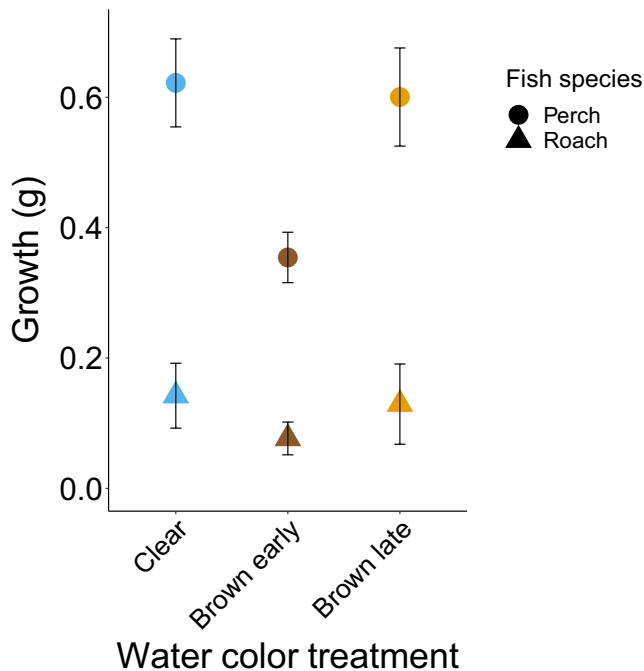 Growth (g)
0.6
0.4
0.2
0.0
Clear
Brown early
Brown late
Water color treatment
Fish species
Perch
Roach